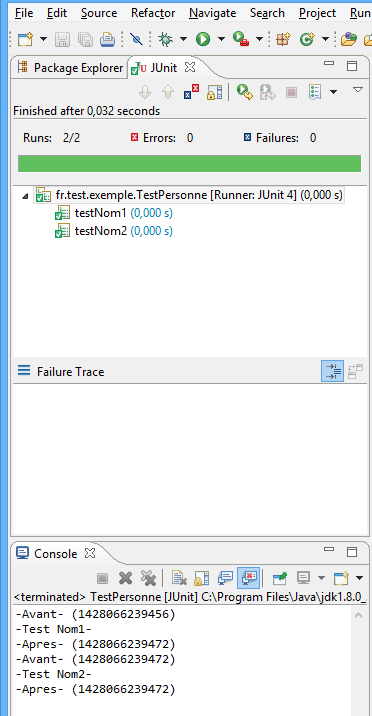 File Edit Source Refactor Navigate Search Project Run
Package Explorer JUnit
Finished after 0,032 seconds
Runs: 2/2 Errors: 0 Failures: 0
fr.test.exemple.TestPersonne [Runner: JUnit 4] (0,000 s)
testNom1 (0,000 s)
testNom2 (0,000 s)
Failure Trace
Console
<terminated> TestPersonne [JUnit] C:\Program Files\Java\jdk1.8.0_
-Avant- (1428066239456)
-Test Nom1-
-Apres- (1428066239472)
-Avant- (1428066239472)
-Test Nom2-
-Apres- (1428066239472)